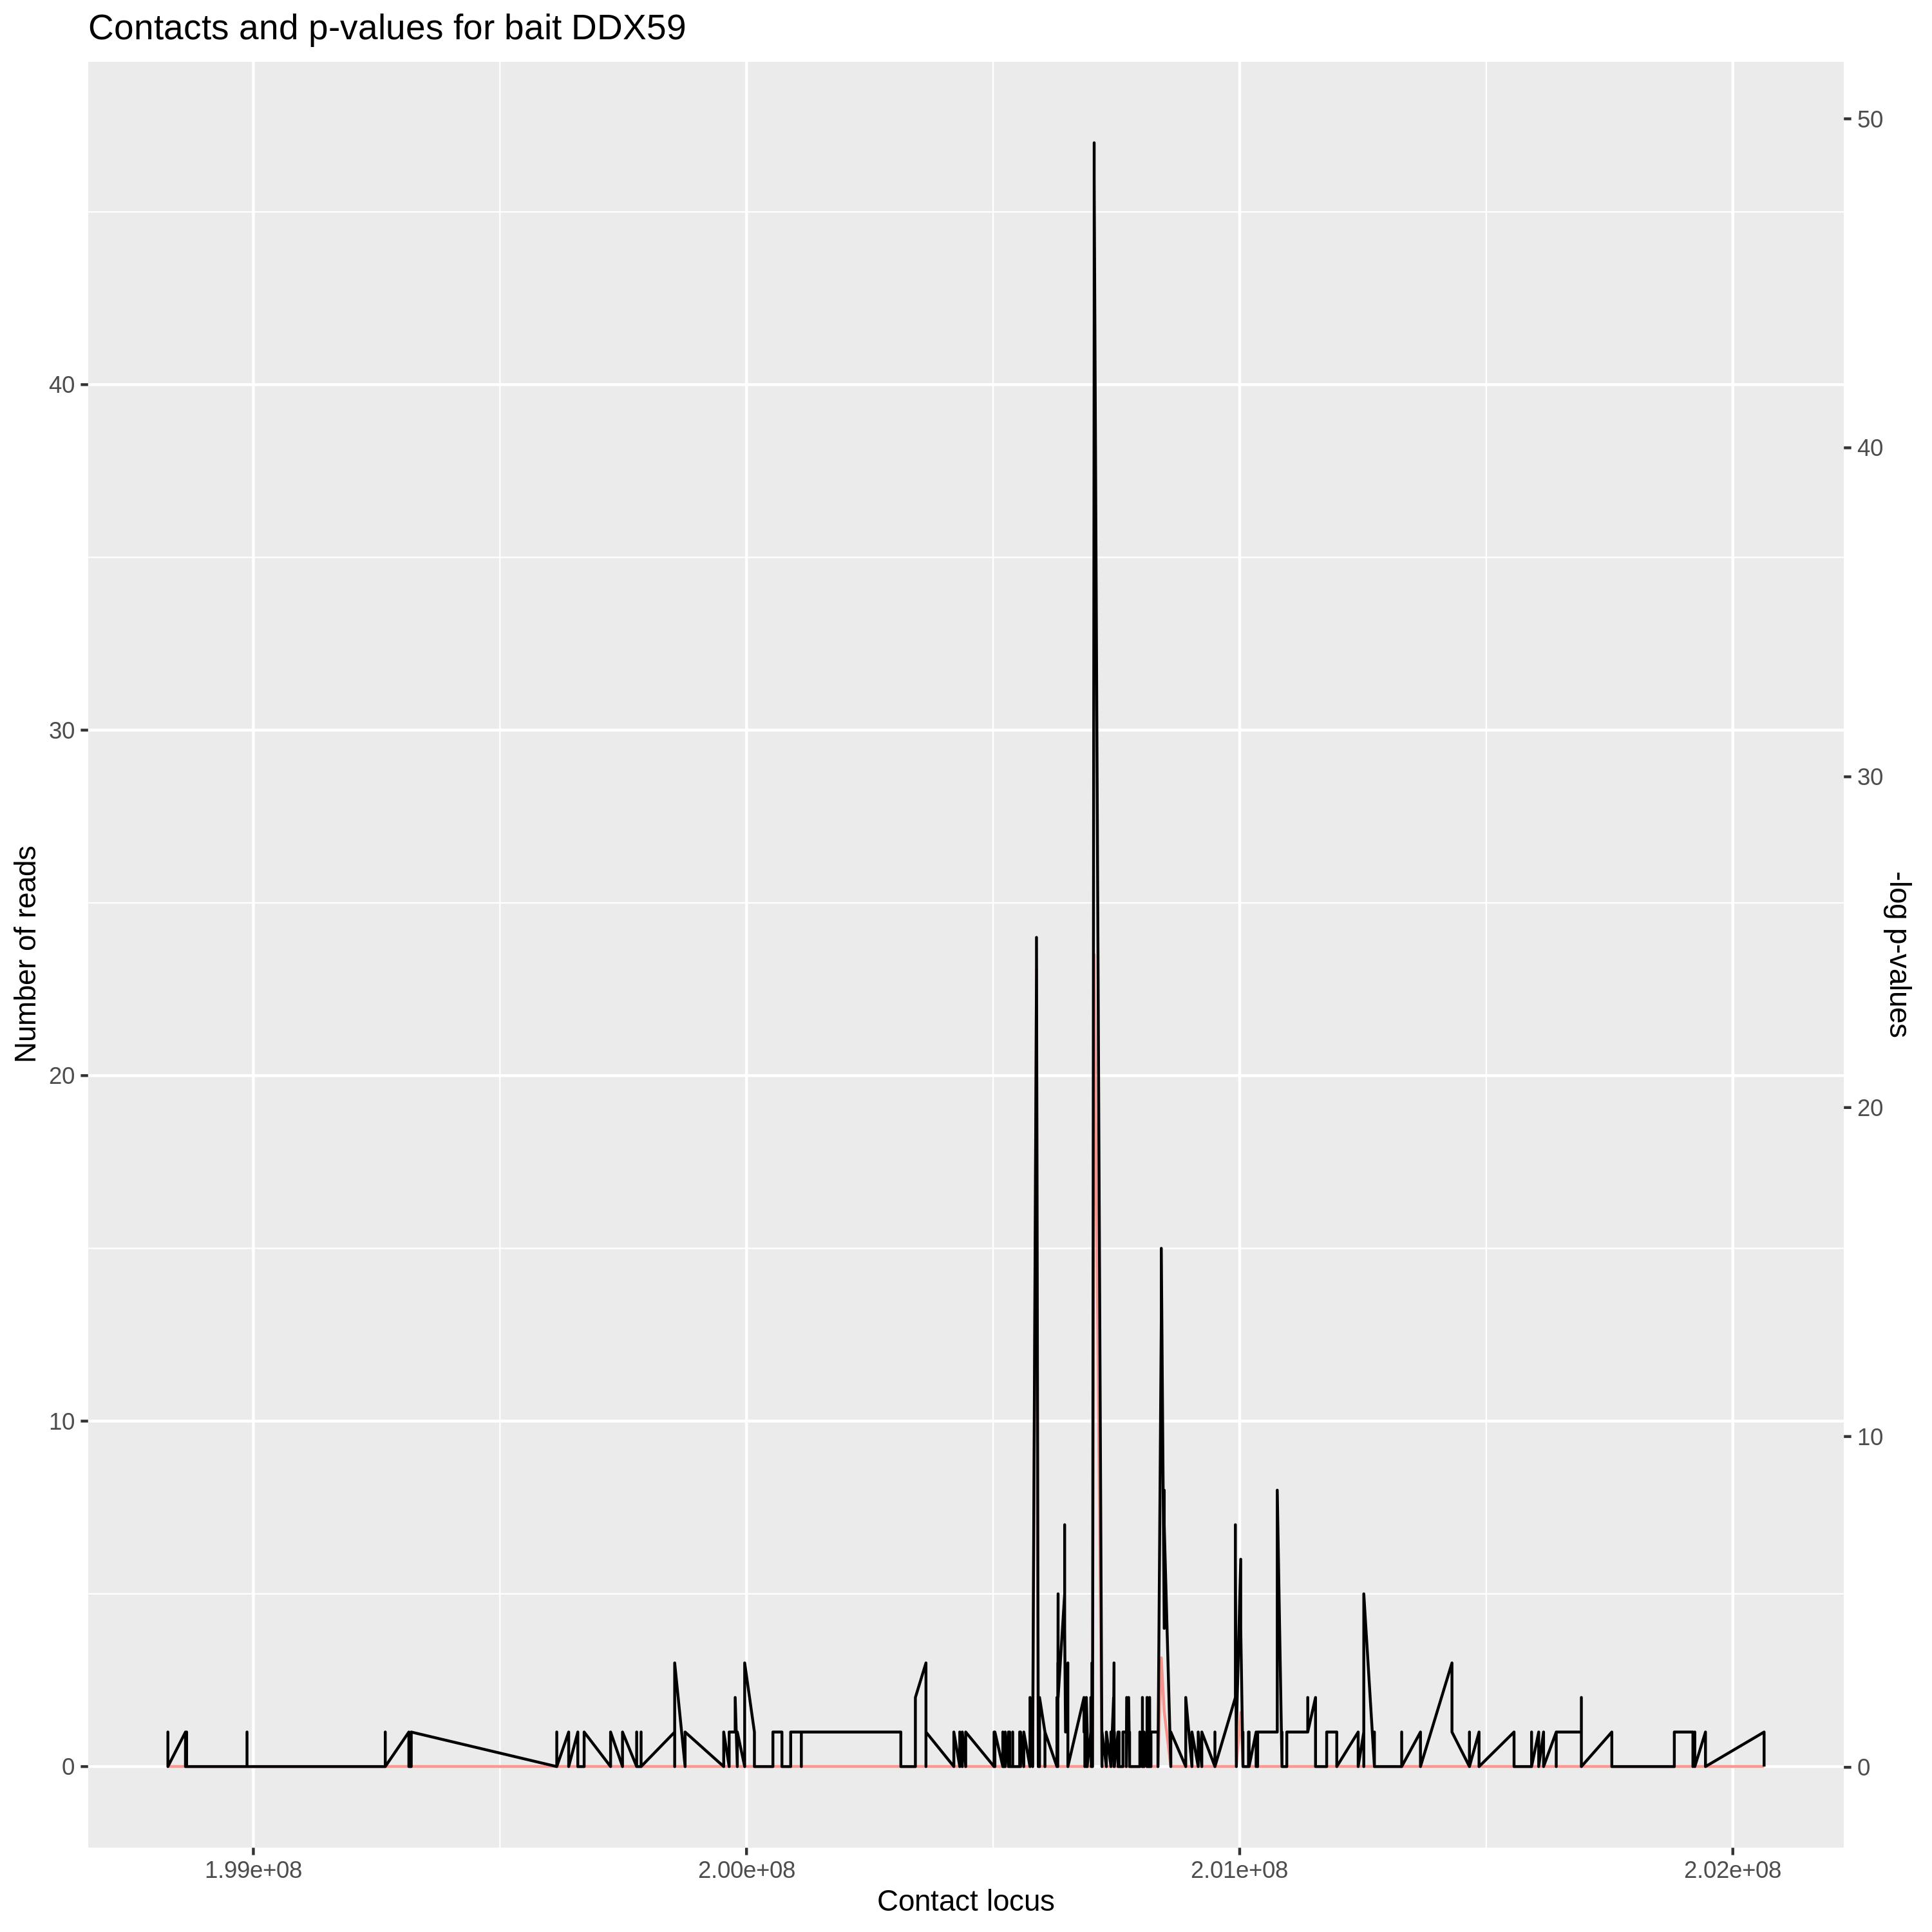 Contacts and p-values for bait DDX59
50
40
40
30
30
20
20
10
10
0
0
Number of reads
-log p-values
1.99e+08 2.00e+08 2.01e+08 2.02e+08
Contact locus